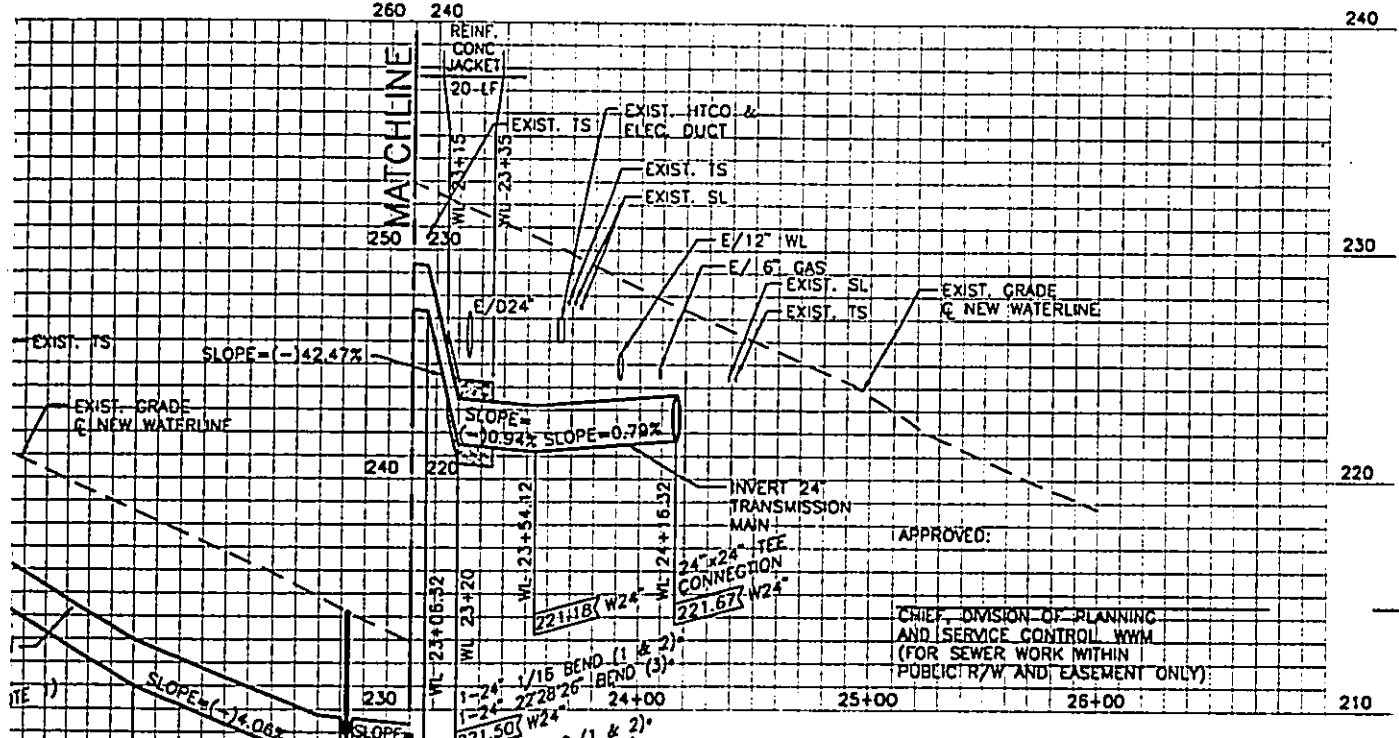 260 240
240
REINF.
CONC
JACKET
20-LF
MATCHLINE
EXIST. TS
EXIST. HTCO &
ELEC. DUCT
WL-23+15
WL-23+35
EXIST. TS
EXIST. SL
250 230
230
E/12" WL
E/ 6" GAS
EXIST. SL
EXIST. TS
EXIST. GRADE
℄ NEW WATERLINE
E/D24"
EXIST. TS
SLOPE=(-)42.47%
EXIST. GRADE
℄ NEW WATERLINE
SLOPE=
(-)0.94% SLOPE=0.79%
240 220
220
INVERT 24"
TRANSMISSION
MAIN
WL-23+54.12
WL-24+16.32
24"x24" TEE
CONNECTION
221.67 W24"
221.18 W24"
APPROVED:
WL-23+06.32
WL 23+20
CHIEF, DIVISION OF PLANNING
AND SERVICE CONTROL, WWM
(FOR SEWER WORK WITHIN
PUBLIC R/W AND EASEMENT ONLY)
1-24" 1/16 BEND (1 & 2)*
1-24" 22°28'26" BEND (3)*
221.50 W24"
(1 & 2)*
SLOPE=(-)4.06%
SLOPE=
230
24+00
25+00
26+00
210